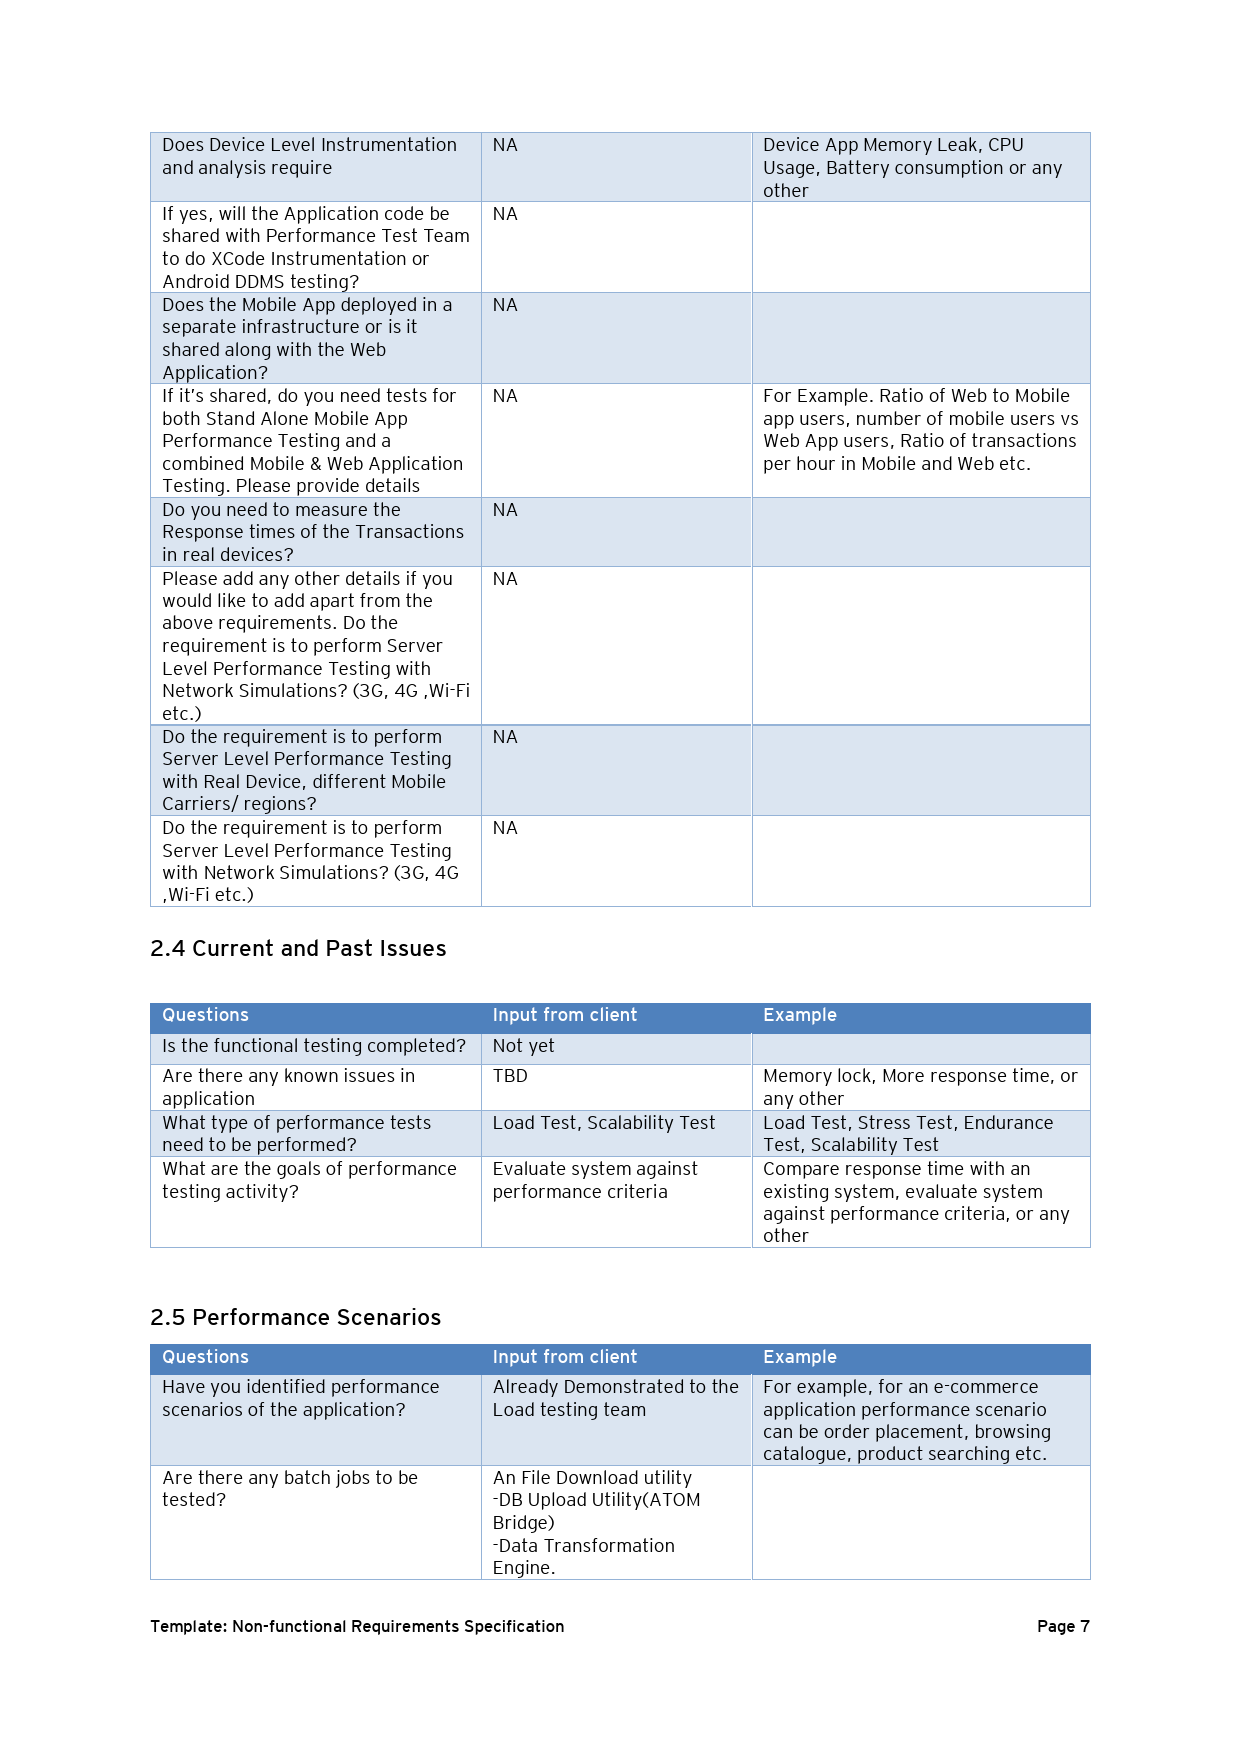 Does Device Level Instrumentation
and analysis require
NA
Device App Memory Leak, CPU
Usage, Battery consumption or any
other
If yes, will the Application code be
shared with Performance Test Team
to do XCode Instrumentation or
Android DDMS testing?
NA
Does the Mobile App deployed in a
separate infrastructure or is it
shared along with the Web
Application?
NA
If it’s shared, do you need tests for
both Stand Alone Mobile App
Performance Testing and a
combined Mobile & Web Application
Testing. Please provide details
NA
For Example. Ratio of Web to Mobile
app users, number of mobile users vs
Web App users, Ratio of transactions
per hour in Mobile and Web etc.
Do you need to measure the
Response times of the Transactions
in real devices?
NA
Please add any other details if you
would like to add apart from the
above requirements. Do the
requirement is to perform Server
Level Performance Testing with
Network Simulations? (3G, 4G ,Wi-Fi
etc.)
NA
Do the requirement is to perform
Server Level Performance Testing
with Real Device, different Mobile
Carriers/ regions?
NA
Do the requirement is to perform
Server Level Performance Testing
with Network Simulations? (3G, 4G
,Wi-Fi etc.)
NA
2.4 Current and Past Issues
Questions
Input from client
Example
Is the functional testing completed?
Not yet
Are there any known issues in
application
TBD
Memory lock, More response time, or
any other
What type of performance tests
need to be performed?
Load Test, Scalability Test
Load Test, Stress Test, Endurance
Test, Scalability Test
What are the goals of performance
testing activity?
Evaluate system against
performance criteria
Compare response time with an
existing system, evaluate system
against performance criteria, or any
other
2.5 Performance Scenarios
Questions
Input from client
Example
Have you identified performance
scenarios of the application?
Already Demonstrated to the
Load testing team
For example, for an e-commerce
application performance scenario
can be order placement, browsing
catalogue, product searching etc.
Are there any batch jobs to be
tested?
An File Download utility
-DB Upload Utility(ATOM
Bridge)
-Data Transformation
Engine.
Template: Non-functional Requirements Specification
Page 7